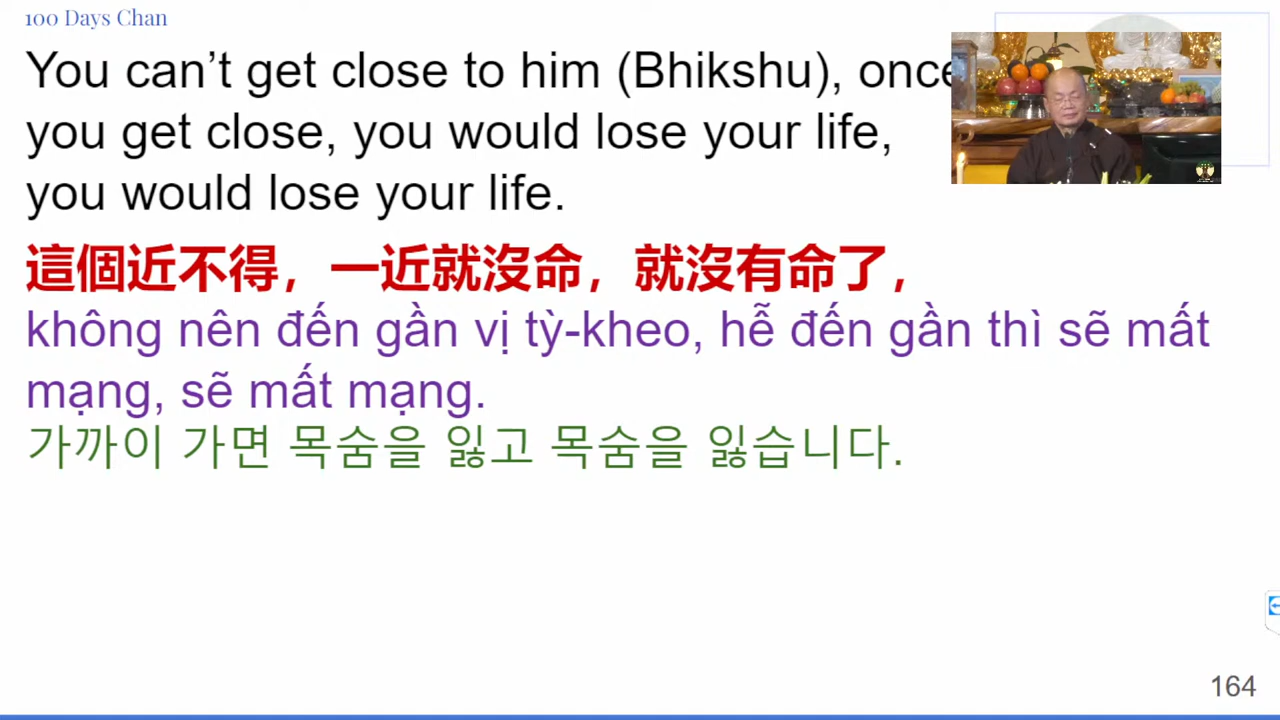 100 Days Chan
You can’t get close to him (Bhikshu), once
you get close, you would lose your life,
you would lose your life.
這個近不得，一近就沒命，就沒有命了，
không nên đến gần vị tỳ-kheo, hễ đến gần thì sẽ mất
mạng, sẽ mất mạng.
가까이 가면 목숨을 잃고 목숨을 잃습니다.
164